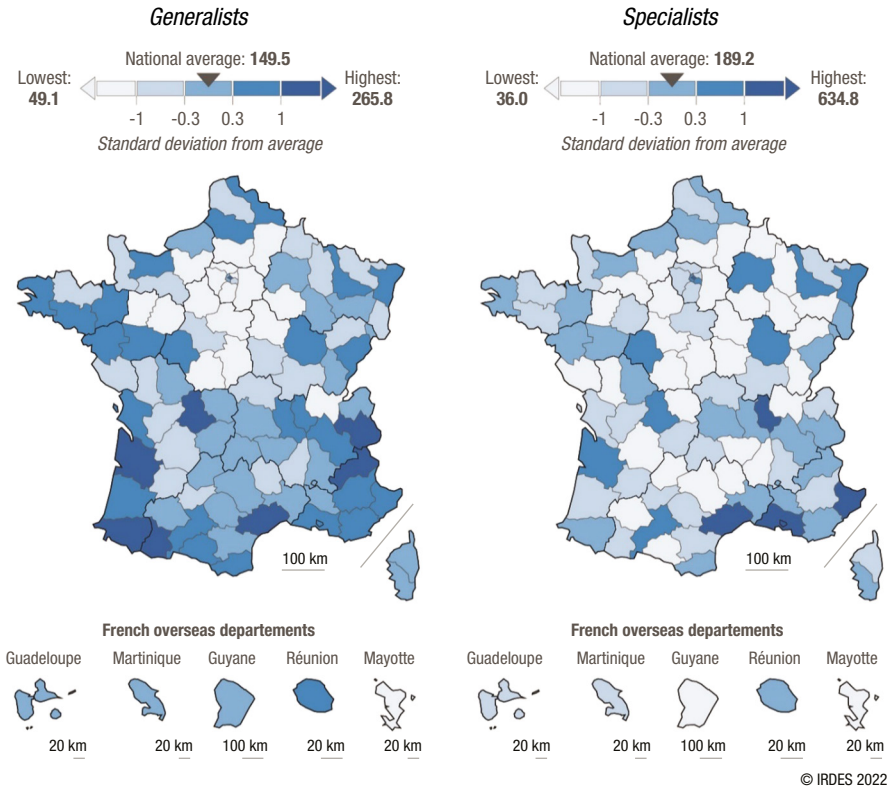 Generalists
National average: 149.5
Lowest:
49.1
Highest:
265.8
-1 -0.3 0.3 1
Standard deviation from average
100 km
French overseas departements
Guadeloupe Martinique Guyane Réunion Mayotte
20 km 20 km 100 km 20 km 20 km
Specialists
National average: 189.2
Lowest:
36.0
Highest:
634.8
-1 -0.3 0.3 1
Standard deviation from average
100 km
French overseas departements
Guadeloupe Martinique Guyane Réunion Mayotte
20 km 20 km 100 km 20 km 20 km
© IRDES 2022